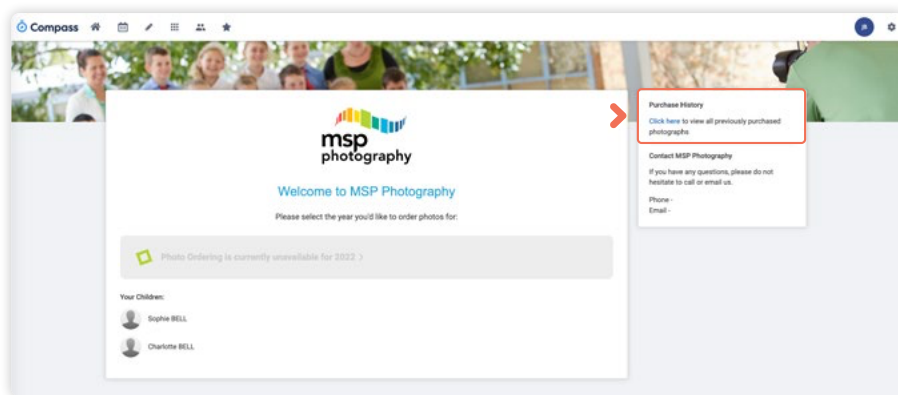 Compass
msp
photography
Welcome to MSP Photography
Please select the year you'd like to order photos for:
Photo Ordering is currently unavailable for 2022 >
Your Children:
Sophie BELL
Charlotte BELL
Purchase History
Click here to view all previously purchased
photographs
Contact MSP Photography
If you have any questions, please do not
hesitate to call or email us.
Phone -
Email -